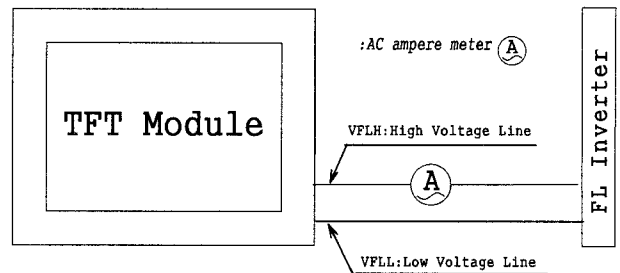 :AC ampere meter A
TFT Module
VFLH:High Voltage Line
A
VFLL:Low Voltage Line
FL Inverter